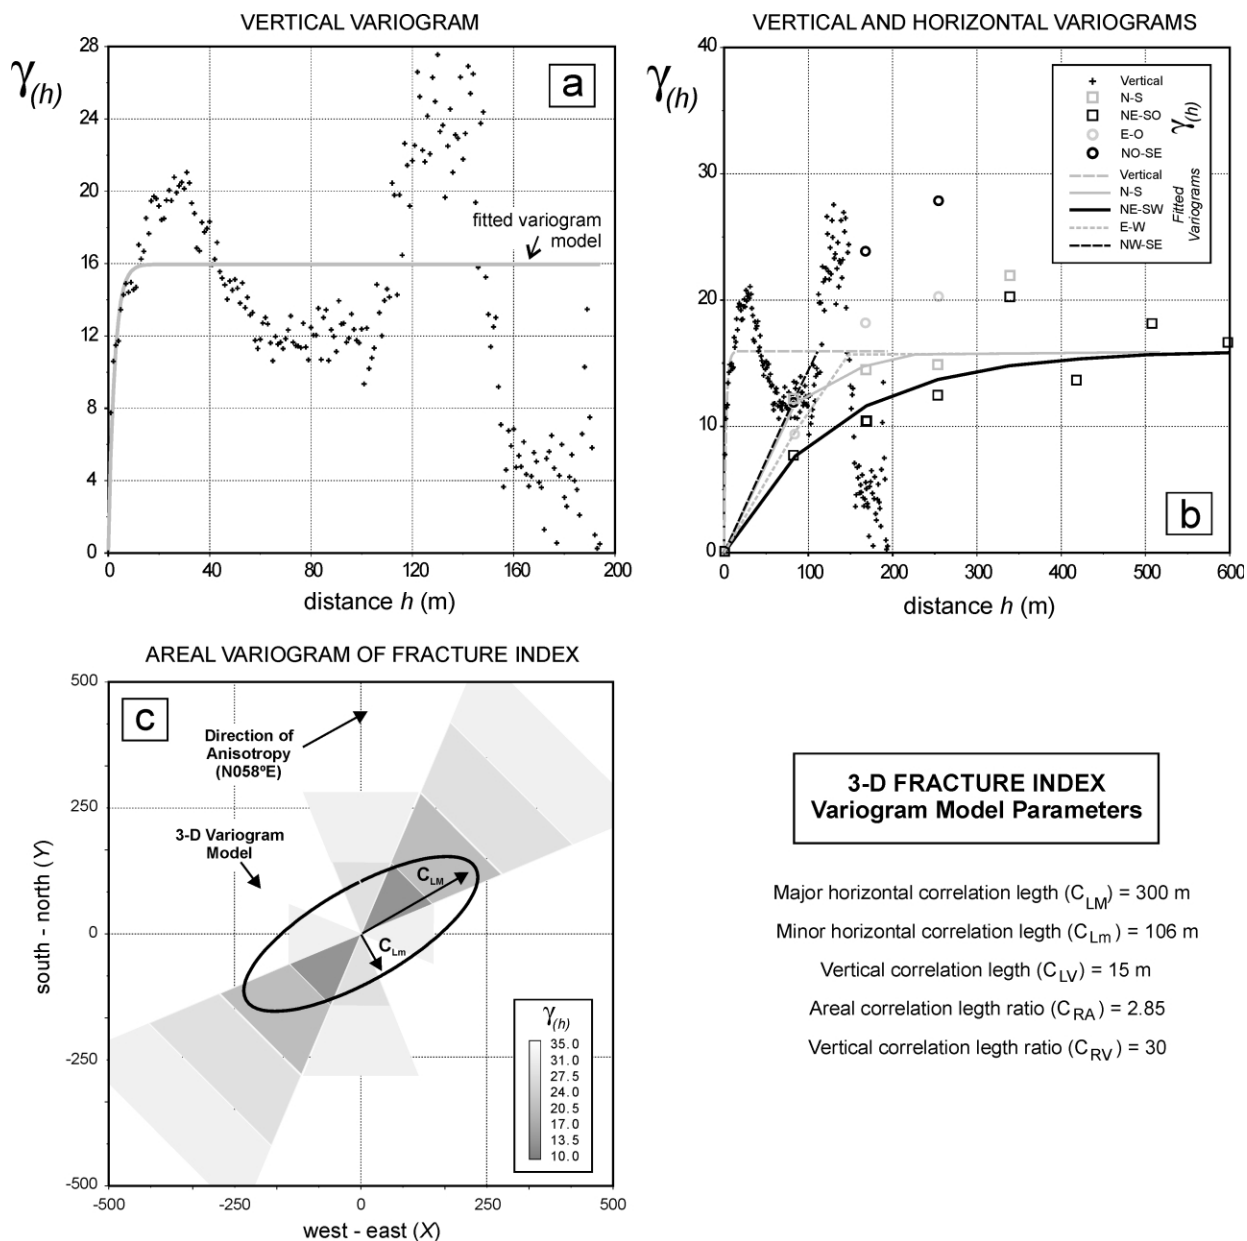 VERTICAL VARIOGRAM
γ(h)
28
24
20
16
12
8
4
0
a
fitted variogram
model
0 40 80 120 160 200
distance h (m)
VERTICAL AND HORIZONTAL VARIOGRAMS
γ(h)
40
30
20
10
0
Vertical
N-S
NE-SO
E-O
NO-SE
γ(h)
Vertical
N-S
NE-SW
E-W
NW-SE
Fitted
Variograms
b
0 100 200 300 400 500 600
distance h (m)
AREAL VARIOGRAM OF FRACTURE INDEX
500
250
0
-250
-500
south - north (Y)
c
Direction of
Anisotropy
(N058ºE)
3-D Variogram
Model
CLM
CLm
γ(h)
35.0
31.0
27.5
24.0
20.5
17.0
13.5
10.0
-500 -250 0 250 500
west - east (X)
3-D FRACTURE INDEX
Variogram Model Parameters
Major horizontal correlation legth (CLM) = 300 m
Minor horizontal correlation legth (CLm) = 106 m
Vertical correlation legth (CLV) = 15 m
Areal correlation legth ratio (CRA) = 2.85
Vertical correlation legth ratio (CRV) = 30